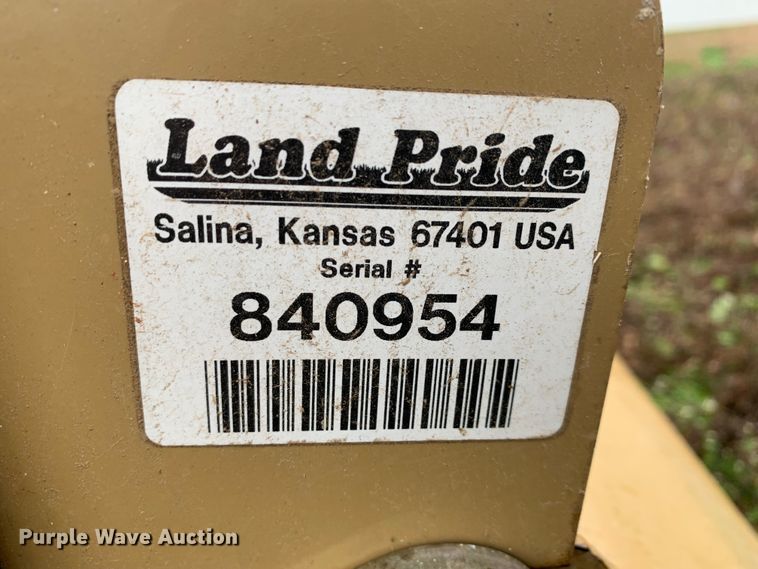 Land Pride
Salina, Kansas 67401 USA
Serial #
840954
Purple Wave Auction®